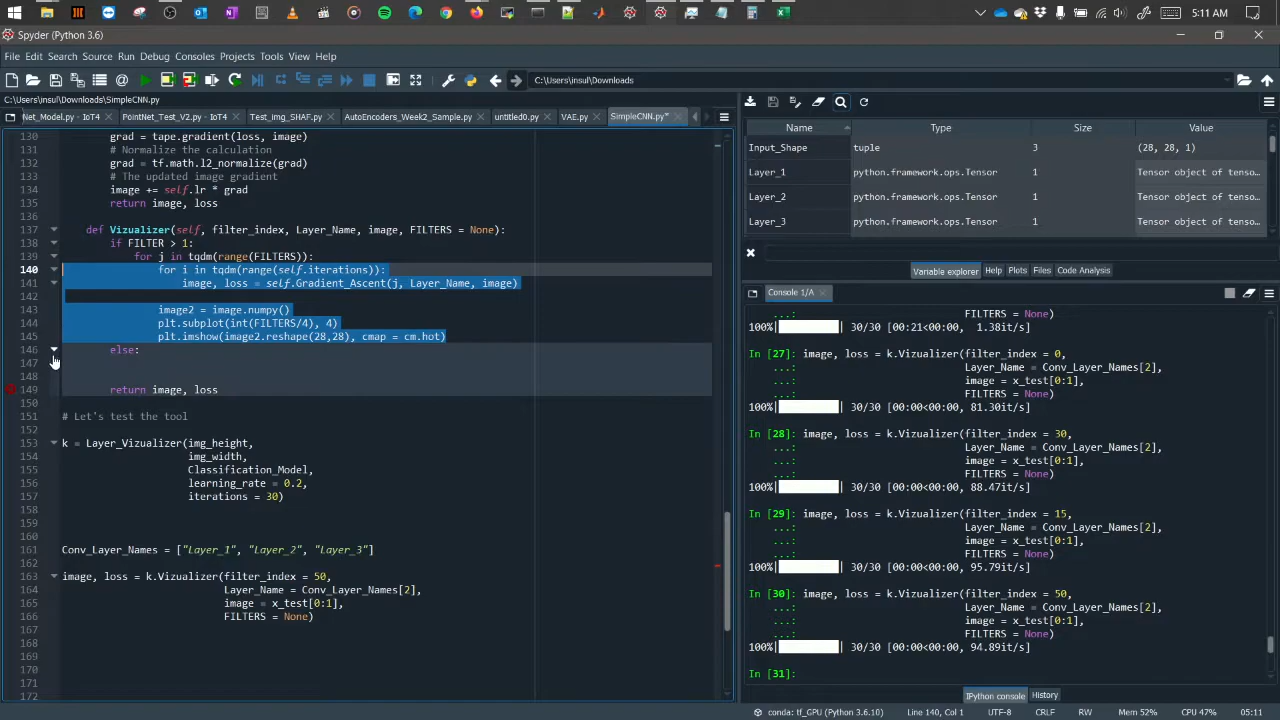 5:11 AM
Spyder (Python 3.6)
File Edit Search Source Run Debug Consoles Projects Tools View Help
C:\Users\insul\Downloads
C:\Users\insul\Downloads\SimpleCNN.py
Net_Model.py - IoT4 PointNet_Test_V2.py - IoT4 Test_img_SHAF.py AutoEncoders_Week2_Sample.py untitled0.py VAE.py SimpleCNN.py*
130 grad = tape.gradient(loss, image)
131 # Normalize the calculation
132 grad = tf.math.l2_normalize(grad)
133 # The updated image gradient
134 image += self.lr * grad
135 return image, loss
136
137 def Vizualizer(self, filter_index, Layer_Name, image, FILTERS = None):
138 if FILTER > 1:
139 for j in tqdm(range(FILTERS)):
140 for i in tqdm(range(self.iterations)):
141 image, loss = self.Gradient_Ascent(j, Layer_Name, image)
142
143 image2 = image.numpy()
144 plt.subplot(int(FILTERS/4), 4)
145 plt.imshow(image2.reshape(28,28), cmap = cm.hot)
146 else:
147
148
149 return image, loss
150
151 # Let's test the tool
152
153 k = Layer_Vizualizer(img_height,
154 img_width,
155 Classification_Model,
156 learning_rate = 0.2,
157 iterations = 30)
158
159
160
161 Conv_Layer_Names = ["Layer_1", "Layer_2", "Layer_3"]
162
163 image, loss = k.Vizualizer(filter_index = 50,
164 Layer_Name = Conv_Layer_Names[2],
165 image = x_test[0:1],
166 FILTERS = None)
167
168
169
170
171
172
Name Type Size Value
Input_Shape tuple 3 (28, 28, 1)
Layer_1 python.framework.ops.Tensor 1 Tensor object of tenso…
Layer_2 python.framework.ops.Tensor 1 Tensor object of tenso…
Layer_3 python.framework.ops.Tensor 1 Tensor object of tenso…
Variable explorer Help Plots Files Code Analysis
Console 1/A
...: FILTERS = None)
100%| | 30/30 [00:21<00:00, 1.38it/s]
In [27]: image, loss = k.Vizualizer(filter_index = 0,
...: Layer_Name = Conv_Layer_Names[2],
...: image = x_test[0:1],
...: FILTERS = None)
100%| | 30/30 [00:00<00:00, 81.30it/s]
In [28]: image, loss = k.Vizualizer(filter_index = 30,
...: Layer_Name = Conv_Layer_Names[2],
...: image = x_test[0:1],
...: FILTERS = None)
100%| | 30/30 [00:00<00:00, 88.47it/s]
In [29]: image, loss = k.Vizualizer(filter_index = 15,
...: Layer_Name = Conv_Layer_Names[2],
...: image = x_test[0:1],
...: FILTERS = None)
100%| | 30/30 [00:00<00:00, 95.79it/s]
In [30]: image, loss = k.Vizualizer(filter_index = 50,
...: Layer_Name = Conv_Layer_Names[2],
...: image = x_test[0:1],
...: FILTERS = None)
100%| | 30/30 [00:00<00:00, 94.89it/s]
In [31]:
IPython console History
conda: tf_GPU (Python 3.6.10) Line 140, Col 1 UTF-8 CRLF RW Mem 52% CPU 47% 05:11